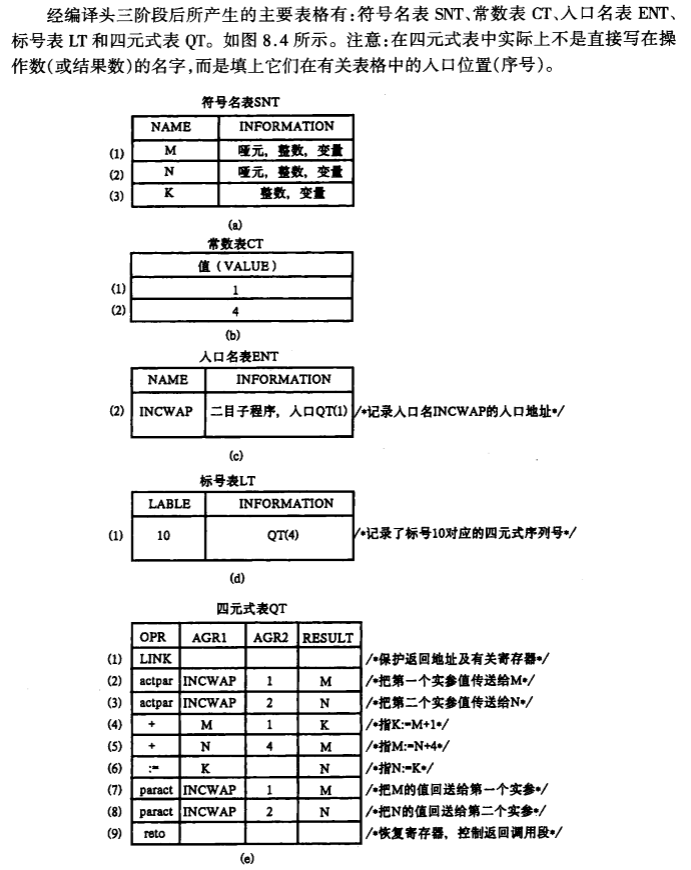 经编译头三阶段后所产生的主要表格有:符号名表 SNT、常数表 CT、入口名表 ENT、
标号表 LT 和四元式表 QT。如图 8.4 所示。注意:在四元式表中实际上不是直接写在操
作数(或结果数)的名字,而是填上它们在有关表格中的入口位置(序号)。
符号名表SNT
NAME INFORMATION
(1) M 哑元，整数，变量
(2) N 哑元，整数，变量
(3) K 整数，变量
(a)
常数表CT
值（VALUE）
(1) 1
(2) 4
(b)
入口名表ENT
NAME INFORMATION
(2) INCWAP 二目子程序，入口QT(1) /*记录入口名INCWAP的入口地址*/
(c)
标号表LT
LABLE INFORMATION
(1) 10 QT(4) /*记录了标号10对应的四元式序列号*/
(d)
四元式表QT
OPR AGR1 AGR2 RESULT
(1) LINK /*保护返回地址及有关寄存器*/
(2) actpar INCWAP 1 M /*把第一个实参值传送给M*/
(3) actpar INCWAP 2 N /*把第二个实参值传送给N*/
(4) + M 1 K /*指K:=M+1*/
(5) + N 4 M /*指M:=N+4*/
(6) := K N /*指N:=K*/
(7) paract INCWAP 1 M /*把M的值回送给第一个实参*/
(8) paract INCWAP 2 N /*把N的值回送给第二个实参*/
(9) reto /*恢复寄存器，控制返回调用段*/
(e)